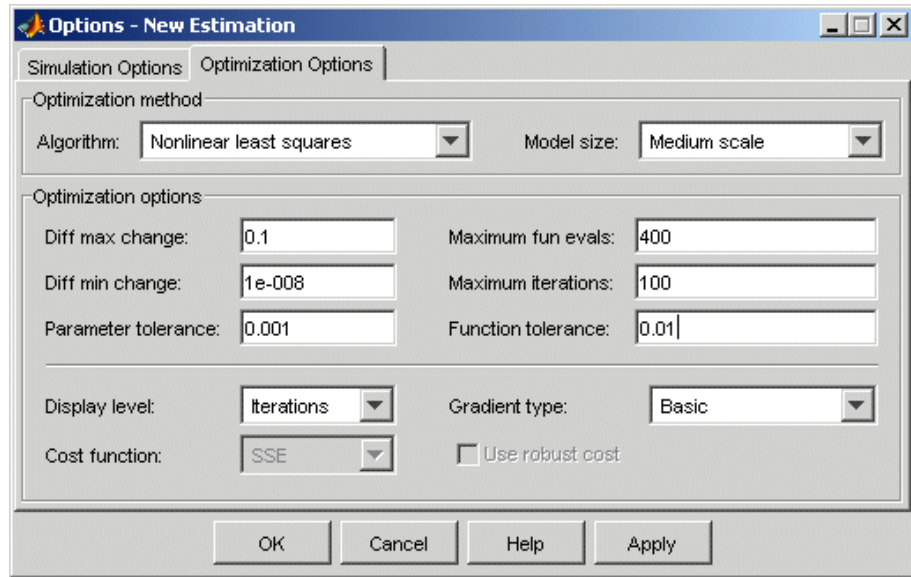 Options - New Estimation
Simulation Options
Optimization Options
Optimization method
Algorithm: Nonlinear least squares Model size: Medium scale
Optimization options
Diff max change: 0.1 Maximum fun evals: 400
Diff min change: 1e-008 Maximum iterations: 100
Parameter tolerance: 0.001 Function tolerance: 0.01
Display level: Iterations Gradient type: Basic
Cost function: SSE Use robust cost
OK Cancel Help Apply